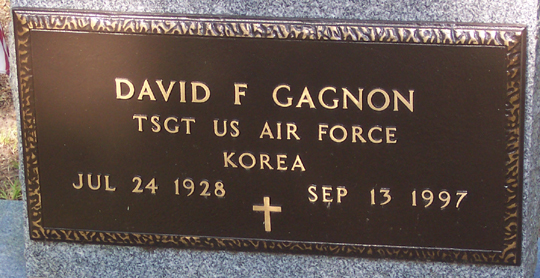 DAVID F GAGNON
TSGT US AIR FORCE
KOREA
JUL 24 1928 SEP 13 1997